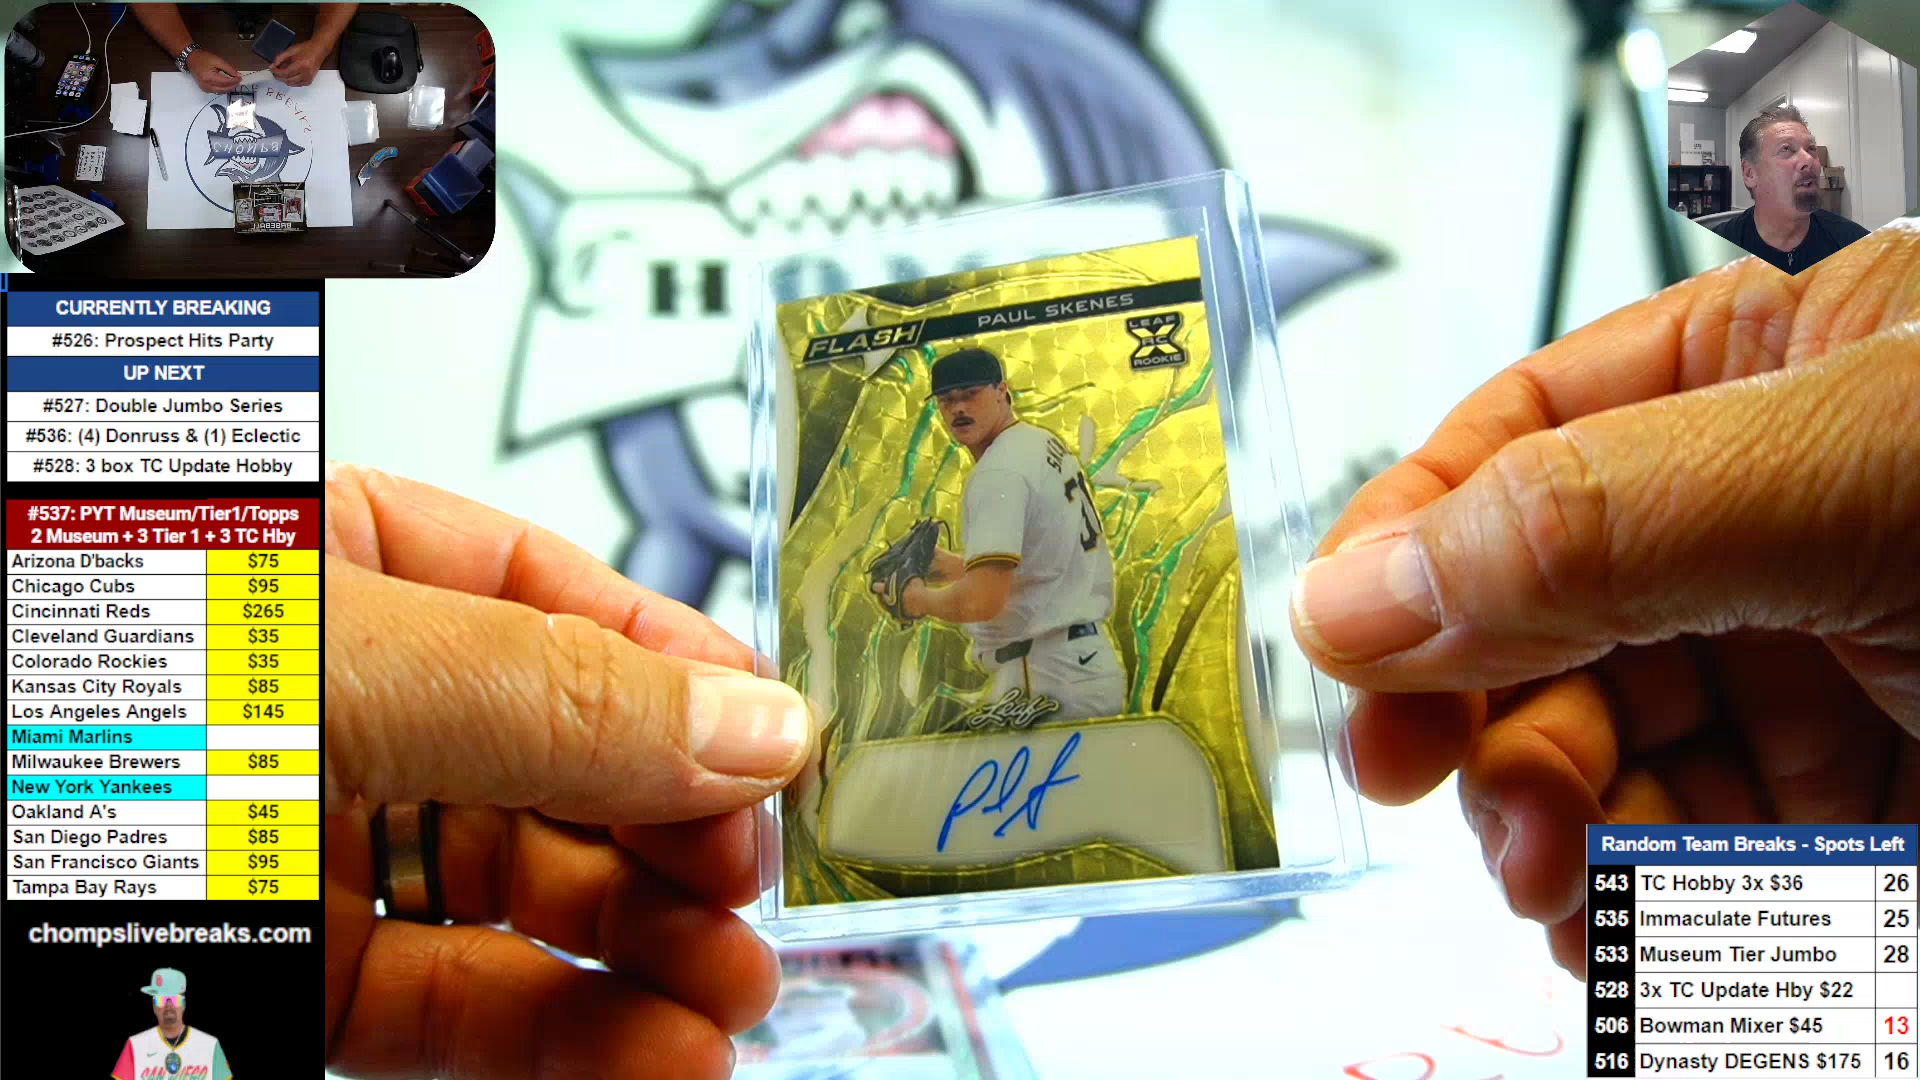 CURRENTLY BREAKING
#526: Prospect Hits Party
UP NEXT
#527: Double Jumbo Series
#536: (4) Donruss & (1) Eclectic
#528: 3 box TC Update Hobby
#537: PYT Museum/Tier1/Topps
2 Museum + 3 Tier 1 + 3 TC Hby
Arizona D'backs $75
Chicago Cubs $95
Cincinnati Reds $265
Cleveland Guardians $35
Colorado Rockies $35
Kansas City Royals $85
Los Angeles Angels $145
Miami Marlins
Milwaukee Brewers $85
New York Yankees
Oakland A's $45
San Diego Padres $85
San Francisco Giants $95
Tampa Bay Rays $75
chompslivebreaks.com
SAN DIEGO
PAUL SKENES
FLASH
LEAF
X
RC
ROOKIE
Leaf
Random Team Breaks - Spots Left
543 TC Hobby 3x $36 26
535 Immaculate Futures 25
533 Museum Tier Jumbo 28
528 3x TC Update Hby $22
506 Bowman Mixer $45 13
516 Dynasty DEGENS $175 16